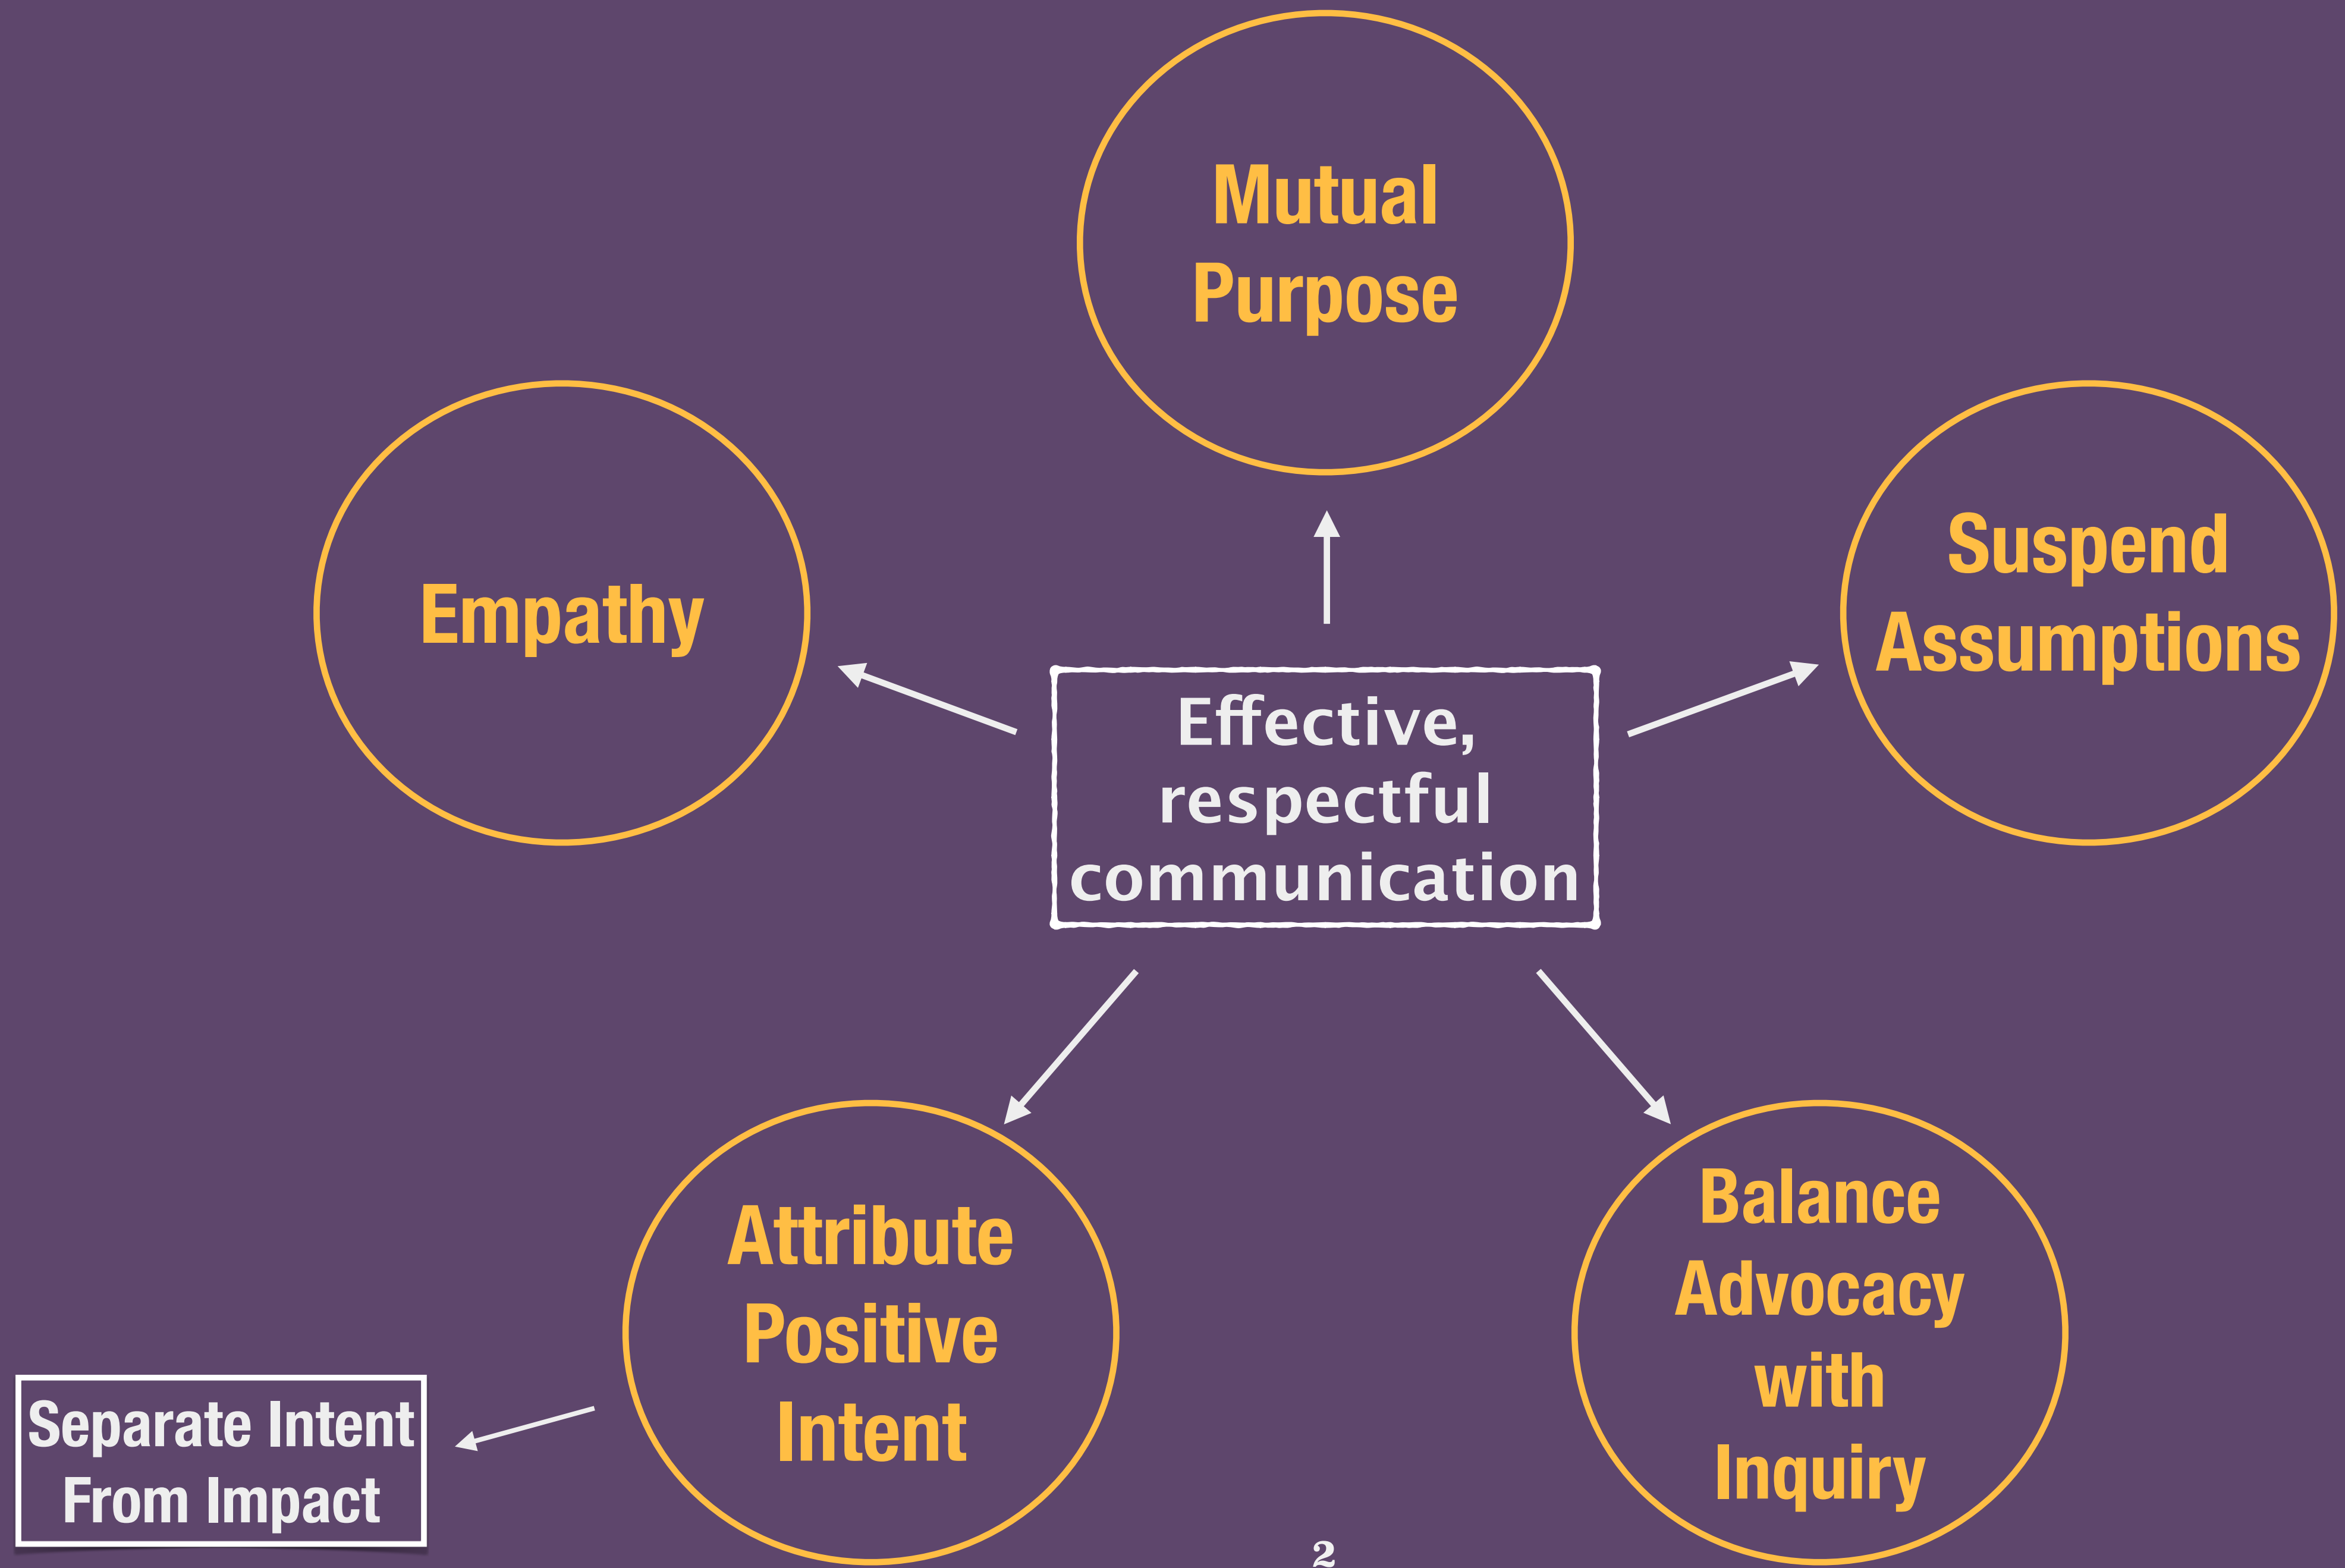 Mutual
Purpose
Empathy
Suspend
Assumptions
Effective,
respectful
communication
Attribute
Positive
Intent
Balance
Advocacy
with
Inquiry
Separate Intent
From Impact
2